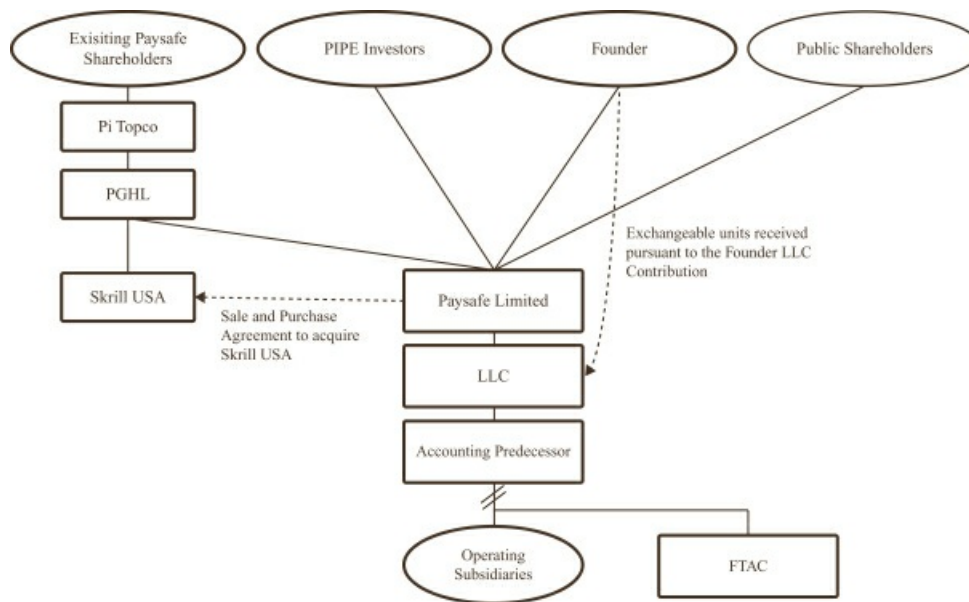 Exisiting Paysafe
Shareholders
PIPE Investors
Founder
Public Shareholders
Pi Topco
PGHL
Exchangeable units received
pursuant to the Founder LLC
Contribution
Skrill USA
Paysafe Limited
Sale and Purchase
Agreement to acquire
Skrill USA
LLC
Accounting Predecessor
Operating
Subsidiaries
FTAC